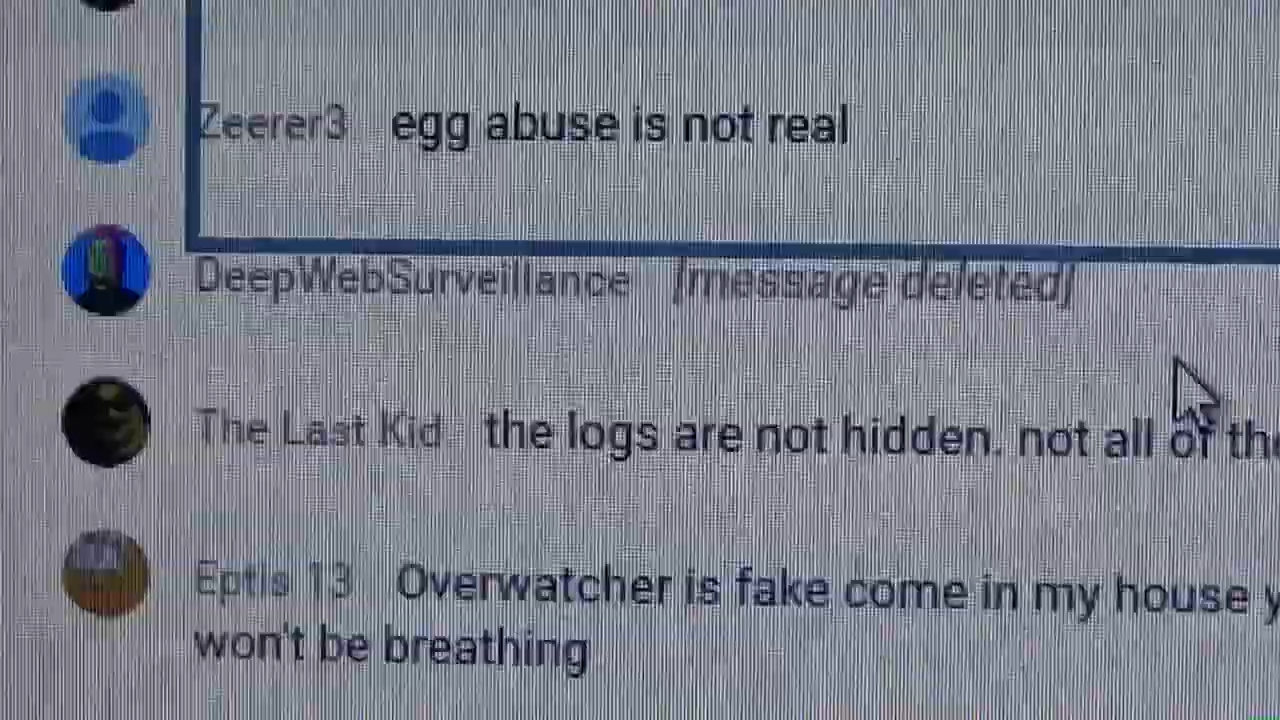 Zeerer3 egg abuse is not real
DeepWebSurveillance [message deleted]
The Last Kid the logs are not hidden. not all of
Eptis 13 Overwatcher is fake come in my house
won't be breathing